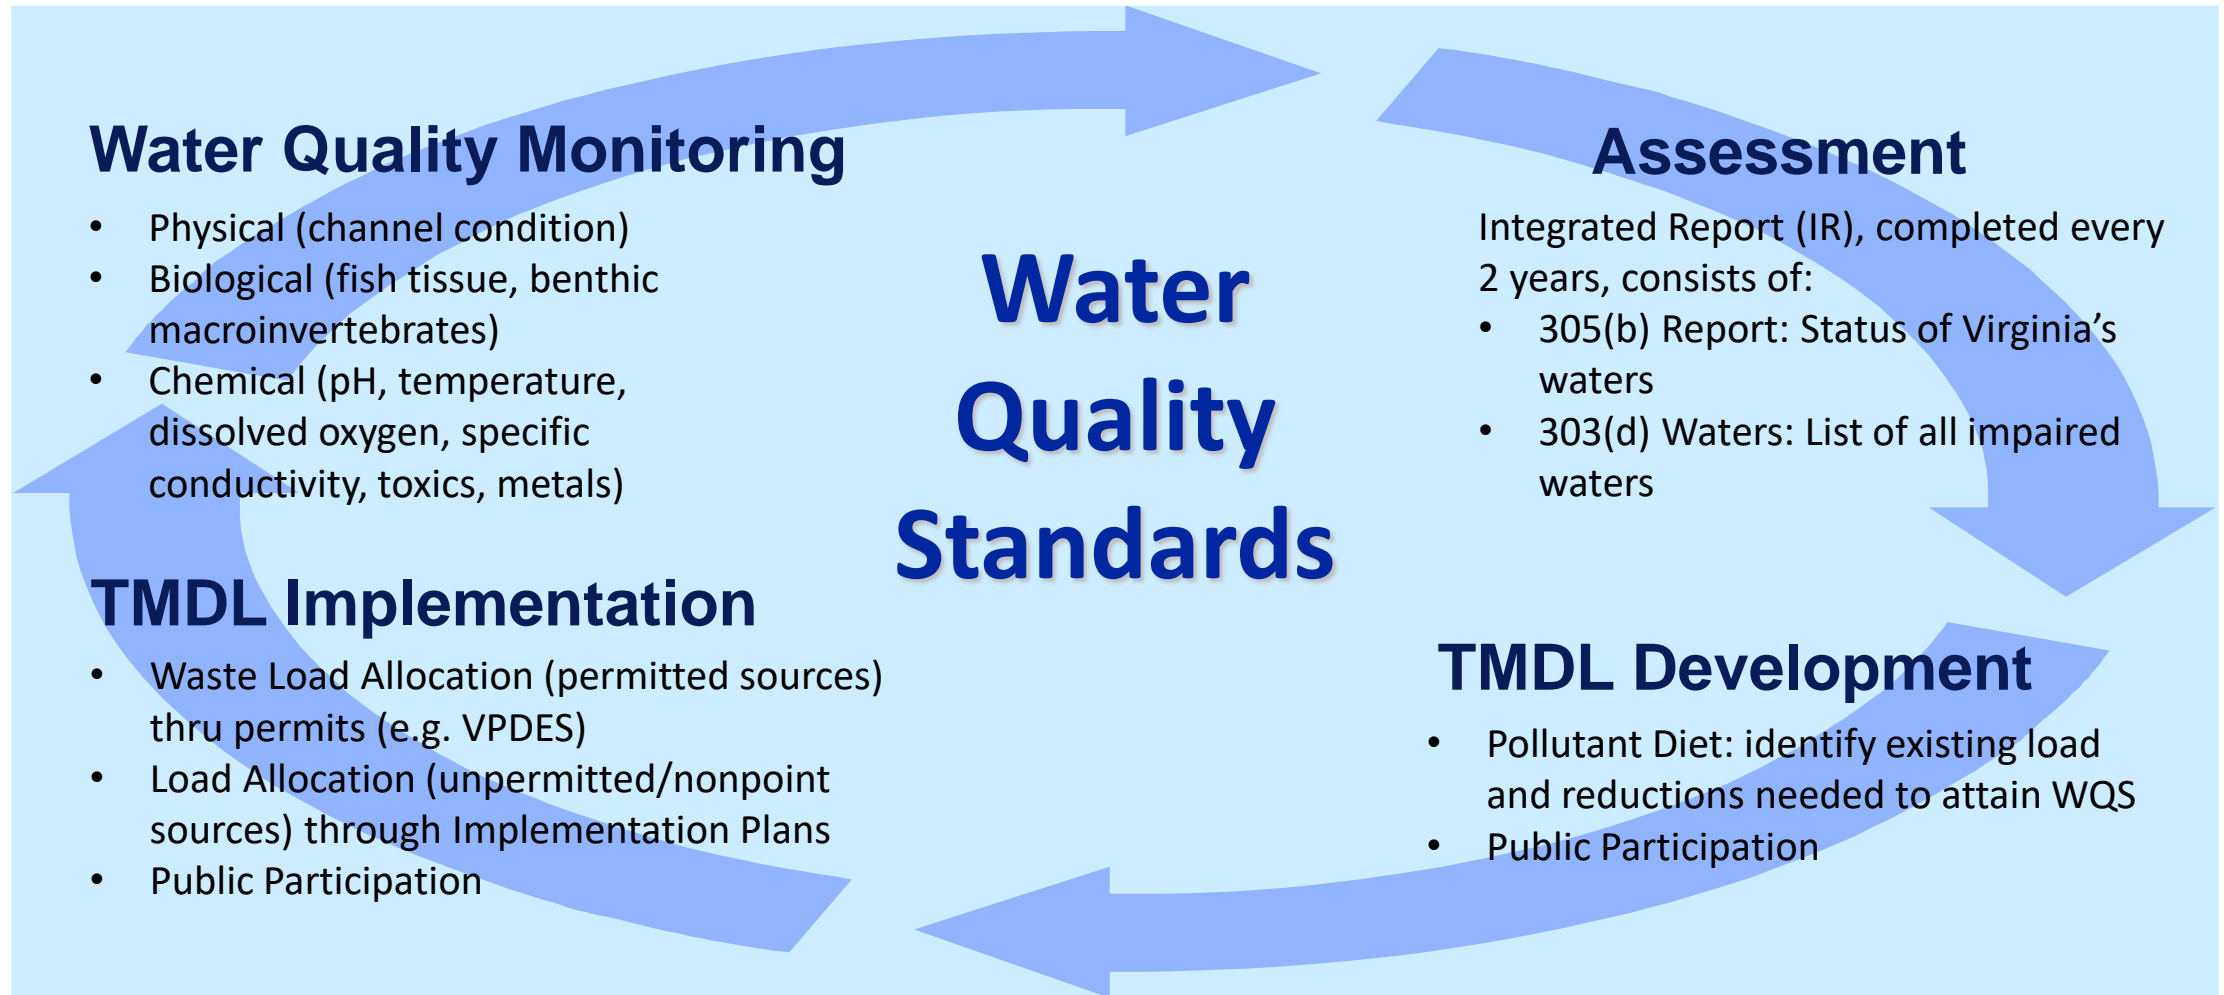 Water Quality Monitoring
• Physical (channel condition)
• Biological (fish tissue, benthic
macroinvertebrates)
• Chemical (pH, temperature,
dissolved oxygen, specific
conductivity, toxics, metals)
Water
Quality
Standards
Assessment
Integrated Report (IR), completed every
2 years, consists of:
• 305(b) Report: Status of Virginia’s
waters
• 303(d) Waters: List of all impaired
waters
TMDL Implementation
• Waste Load Allocation (permitted sources)
thru permits (e.g. VPDES)
• Load Allocation (unpermitted/nonpoint
sources) through Implementation Plans
• Public Participation
TMDL Development
• Pollutant Diet: identify existing load
and reductions needed to attain WQS
• Public Participation